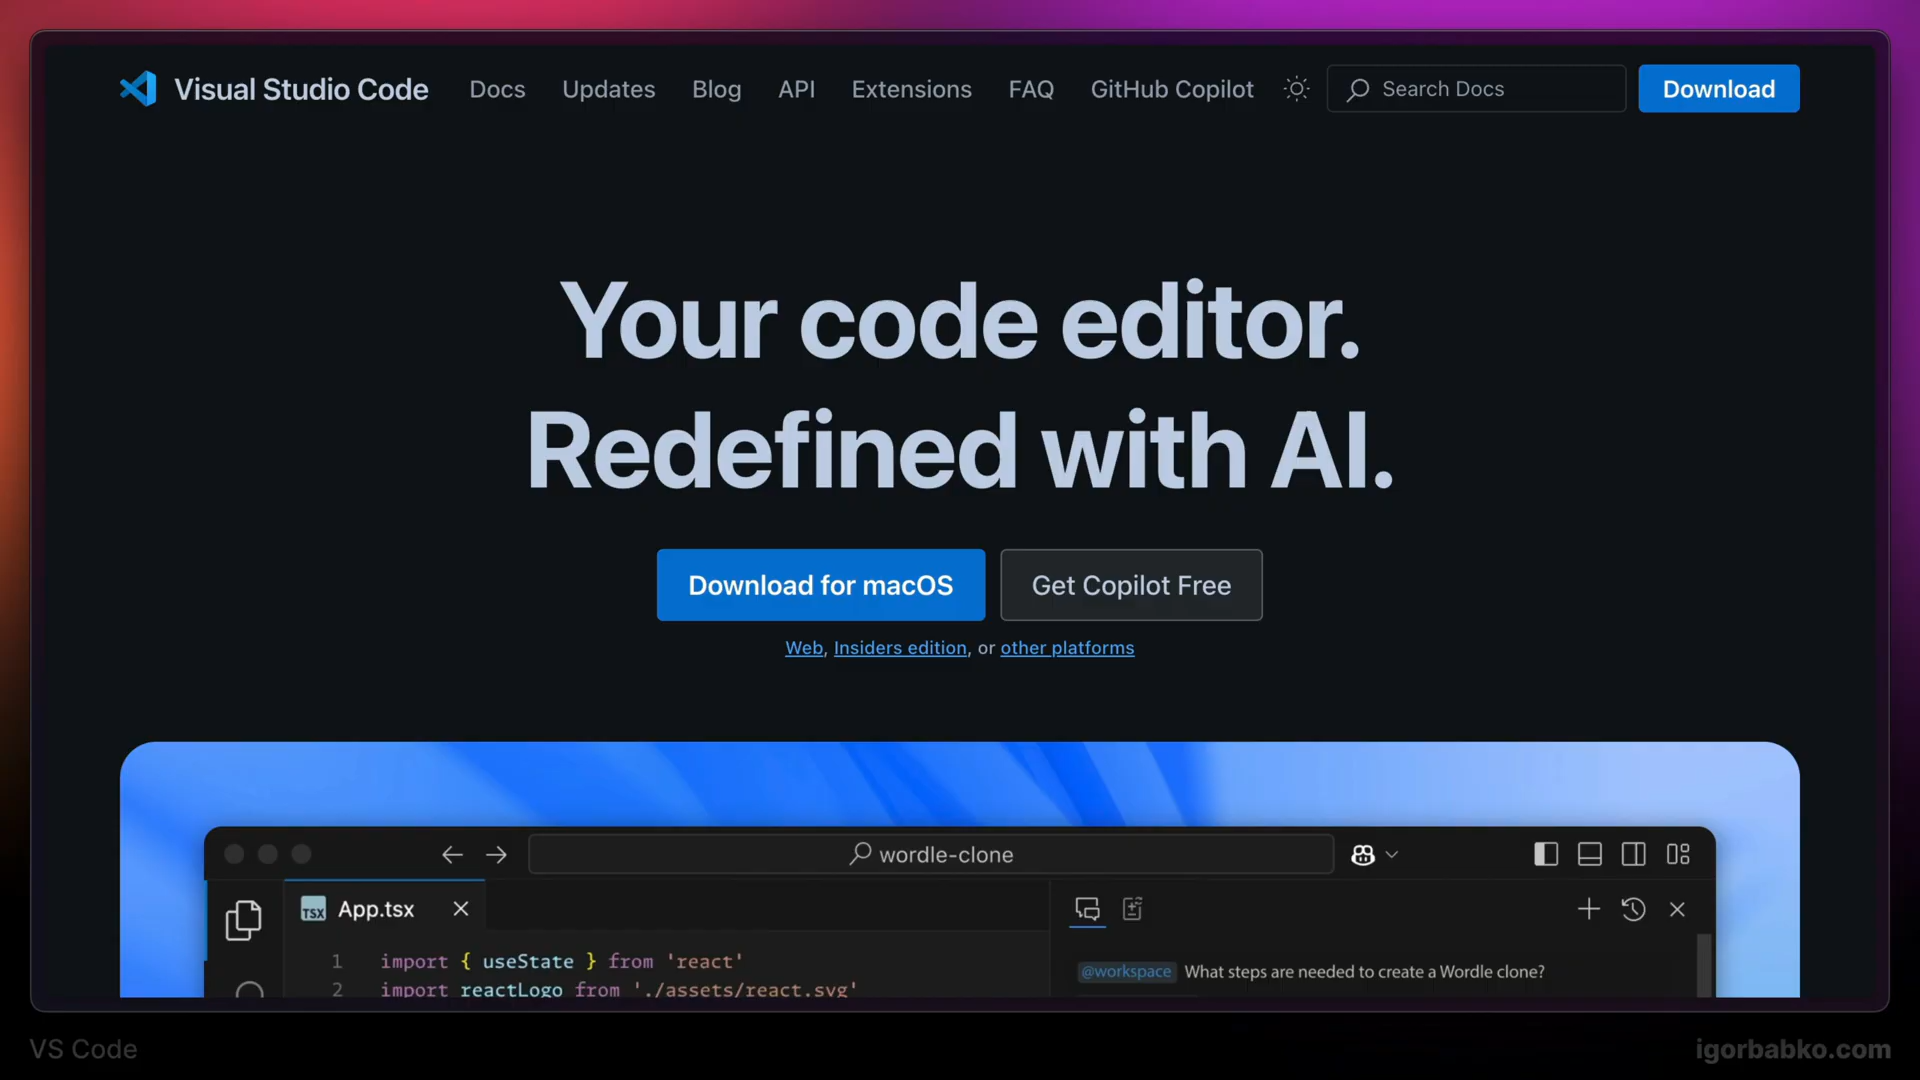 Visual Studio Code Docs Updates Blog API Extensions FAQ GitHub Copilot Search Docs Download
Your code editor.
Redefined with AI.
Download for macOS Get Copilot Free
Web, Insiders edition, or other platforms
wordle-clone
TSX App.tsx
1 import { useState } from 'react'
@workspace What steps are needed to create a Wordle clone?
2 import reactLogo from './assets/react.svg'
VS Code igorbabko.com